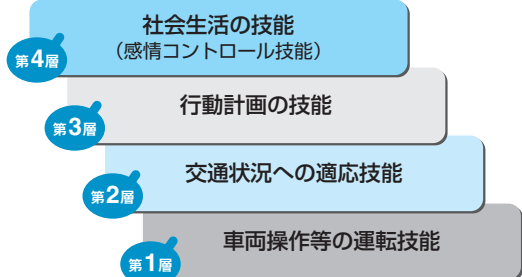 社会生活の技能
（感情コントロール技能）
第4層
行動計画の技能
第3層
交通状況への適応技能
第2層
車両操作等の運転技能
第1層